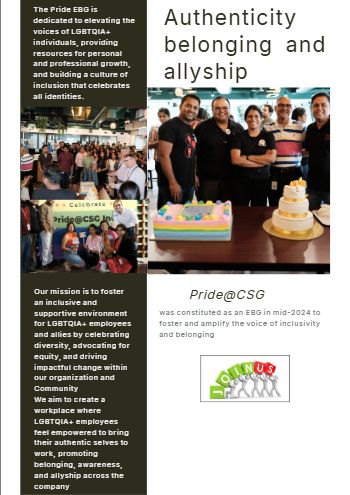 The Pride EBG is
dedicated to elevating the
voices of LGBTQIA+
individuals, providing
resources for personal
and professional growth,
and building a culture of
inclusion that celebrates
all identities.
Authenticity
belonging and
allyship
Celebrate
Pride@CSG
Our mission is to foster
an inclusive and
supportive environment
for LGBTQIA+ employees
and allies by celebrating
diversity, advocating for
equity, and driving
impactful change within
our organization and
Community
We aim to create a
workplace where
LGBTQIA+ employees
feel empowered to bring
their authentic selves to
work, promoting
belonging, awareness,
and allyship across the
company
Pride@CSG
was constituted as an EBG in mid-2024 to
foster and amplify the voice of inclusivity
and belonging
JOIN US